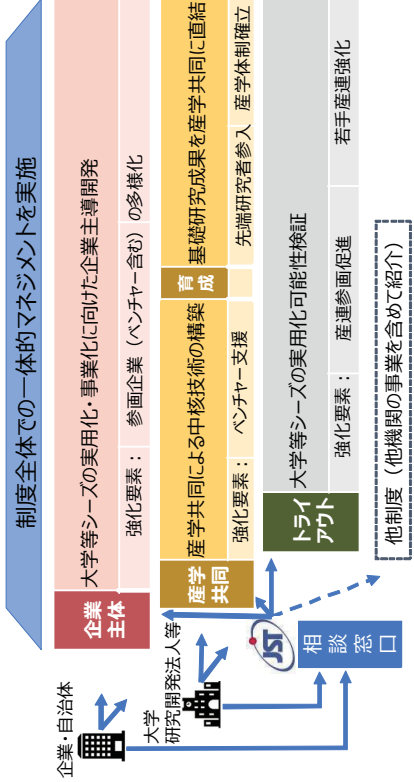 制度全体での一体的マネジメントを実施
企業・自治体
大学
研究開発法人等
JST
相談
窓口
企業
主体
大学等シーズの実用化・事業化に向けた企業主導開発
強化要素： 参画企業（ベンチャー含む）の多様化
産学
共同
産学共同による中核技術の構築
育
成
基礎研究成果を産学共同に直結
強化要素： ベンチャー支援
先端研究者参入 産学体制確立
トライ
アウト
大学等シーズの実用化可能性検証
強化要素： 産連参画促進 若手産連強化
他制度（他機関の事業を含めて紹介）